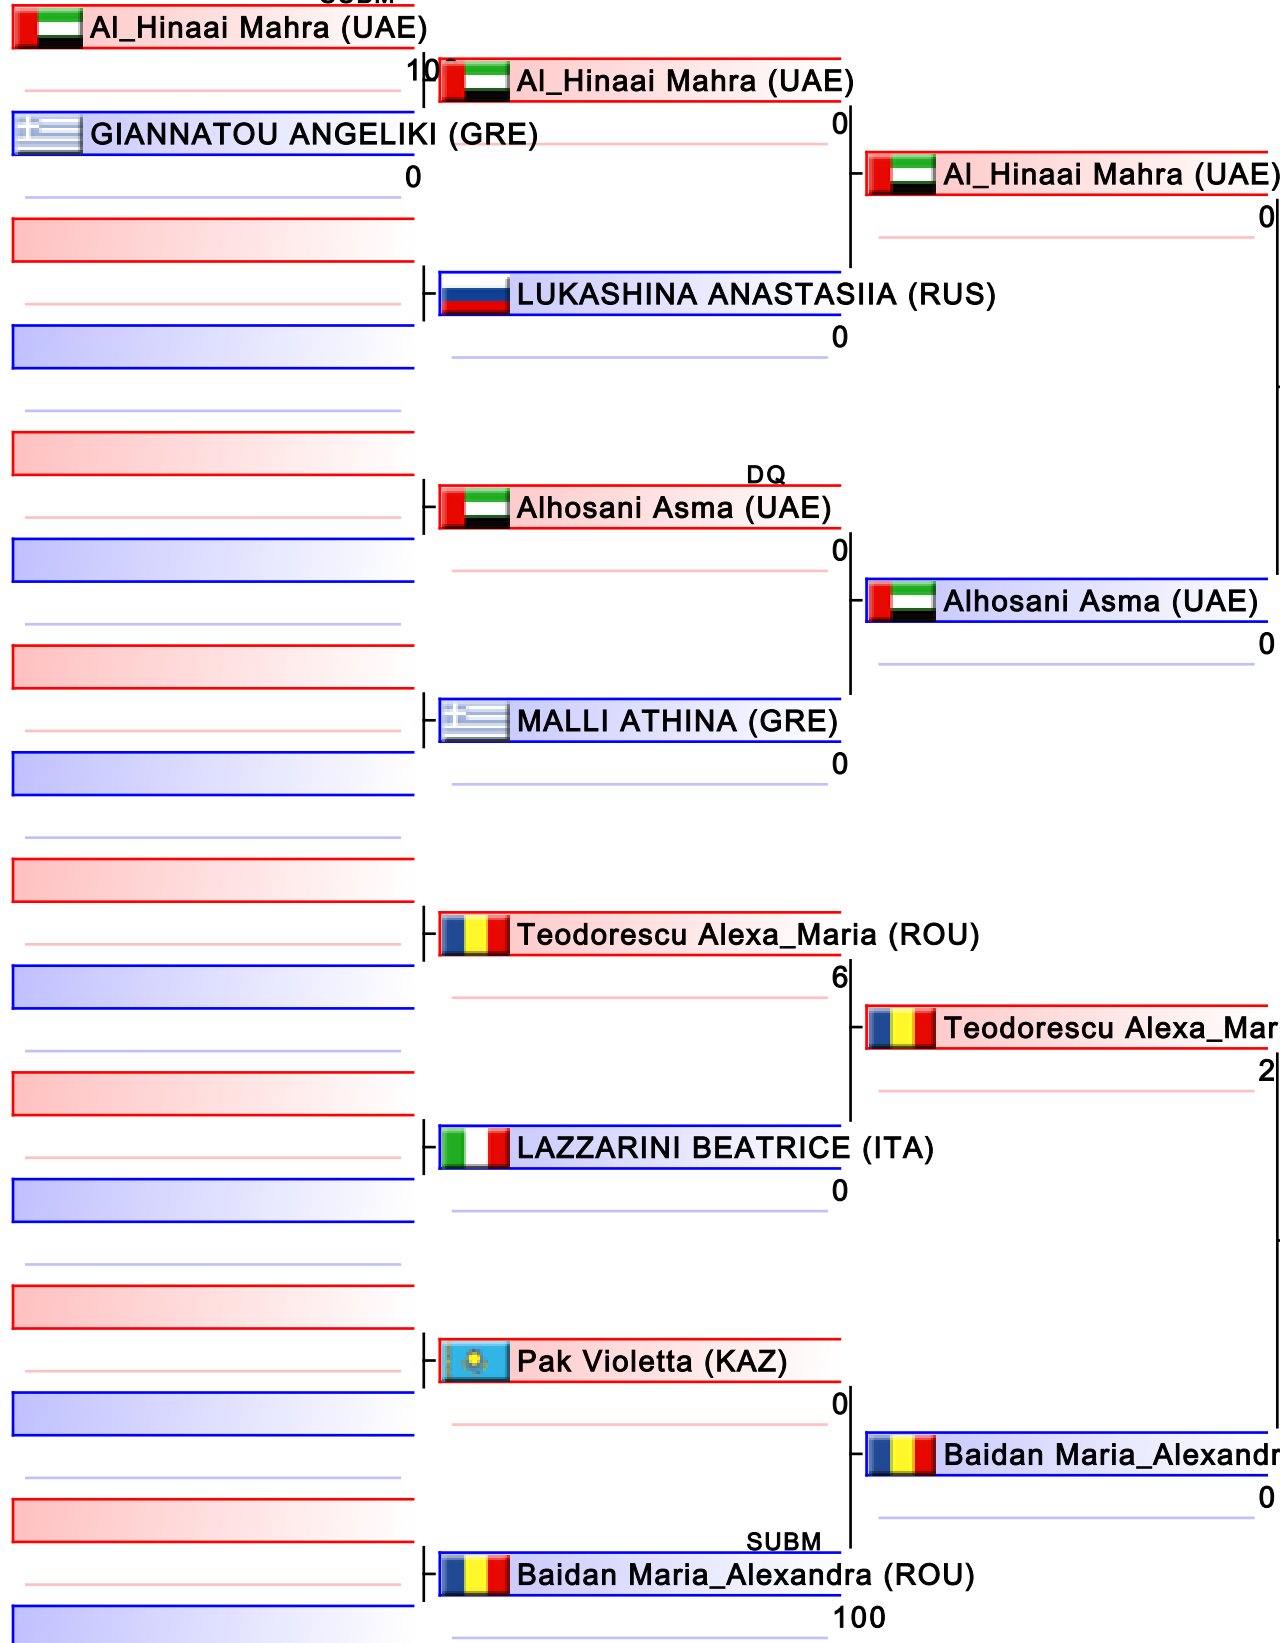 Al_Hinaai Mahra (UAE)
GIANNATOU ANGELIKI (GRE)
0
Al_Hinaai Mahra (UAE)
0
LUKASHINA ANASTASIIA (RUS)
0
DQ
Alhosani Asma (UAE)
0
MALLI ATHINA (GRE)
0
Teodorescu Alexa_Maria (ROU)
6
LAZZARINI BEATRICE (ITA)
0
Pak Violetta (KAZ)
0
SUBM
Baidan Maria_Alexandra (ROU)
100
Al_Hinaai Mahra (UAE)
0
Alhosani Asma (UAE)
0
Teodorescu Alexa_Mar
2
Baidan Maria_Alexandr
0